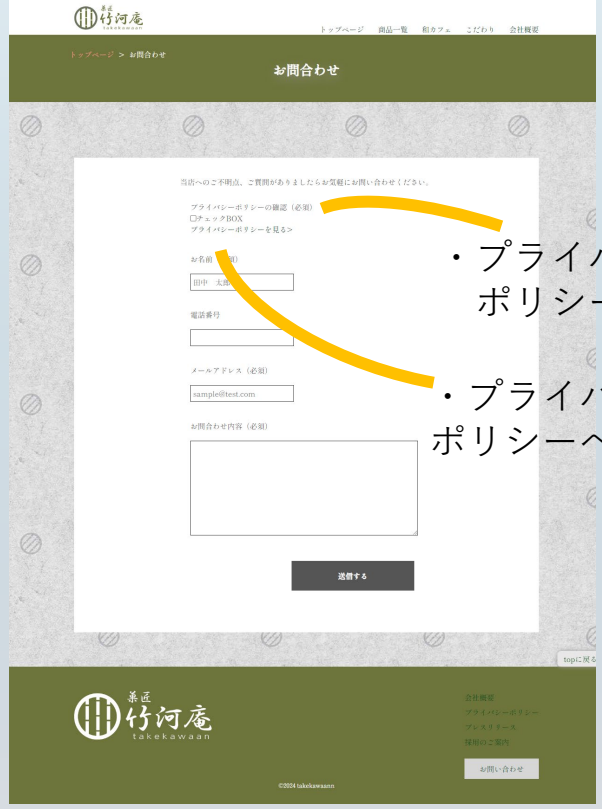 菓匠
竹河庵
takekawaan
トップページ 商品一覧 和カフェ こだわり 会社概要
トップページ > お問合わせ
お問合わせ
当店へのご不明点、ご質問がありましたらお気軽にお問い合わせください。
プライバシーポリシーの確認（必須）
□チェックBOX
プライバシーポリシーを見る>
・プライバ
ポリシー
お名前 須）
田中 太郎
電話番号
メールアドレス（必須）
sample@test.com
・プライバ
ポリシーへ
お問合わせ内容（必須）
送信する
topに戻る
菓匠
竹河庵
takekawaan
会社概要
プライバシーポリシー
プレスリリース
採用のご案内
お問い合わせ
©2024 takekawaann